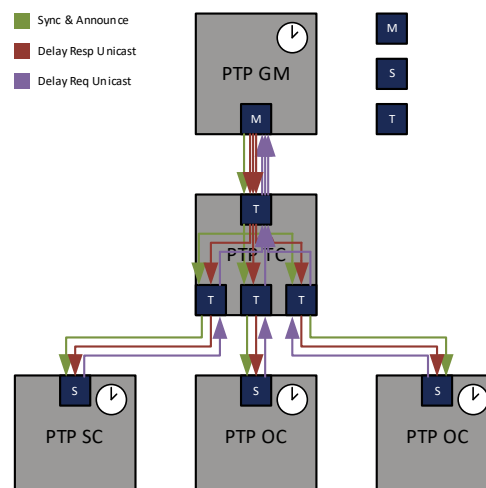 Sync & Announce
Delay Resp Unicast
Delay Req Unicast
M
S
T
PTP GM
M
T
PTP TC
T
T
T
S
S
S
PTP SC
PTP OC
PTP OC